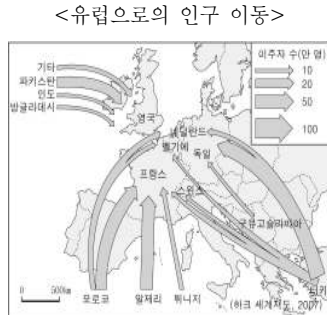 <유럽으로의 인구 이동>
이주자 수(만 명)
10
20
50
100
기타
파키스탄
인도
방글라데시
영국
네덜란드
벨기에
독일
프랑스
스위스
구유고슬라비아
터키
0 500km
모로코
알제리
튀니지
(하크 세계지도, 2007)